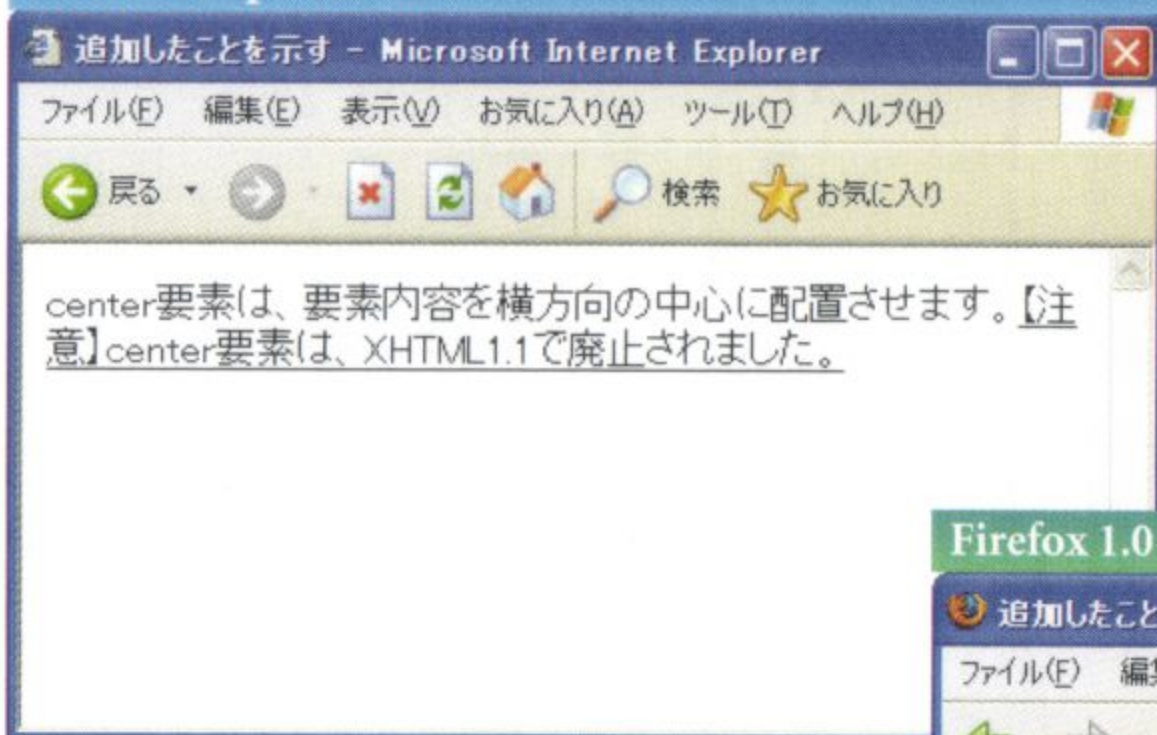 追加したことを示す - Microsoft Internet Explorer
ファイル(F) 編集(E) 表示(V) お気に入り(A) ツール(T) ヘルプ(H)
戻る 検索 お気に入り
center要素は、要素内容を横方向の中心に配置させます。【注
意】center要素は、XHTML1.1で廃止されました。
Firefox 1.0
追加したこと
ファイル(F)